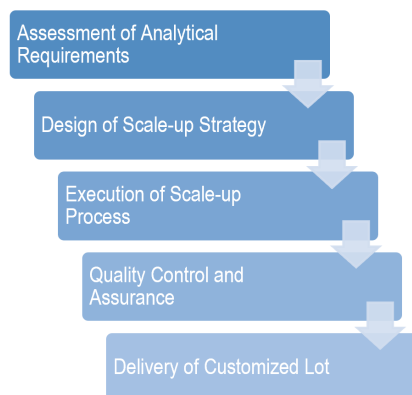 Assessment of Analytical
Requirements
Design of Scale-up Strategy
Execution of Scale-up
Process
Quality Control and
Assurance
Delivery of Customized Lot